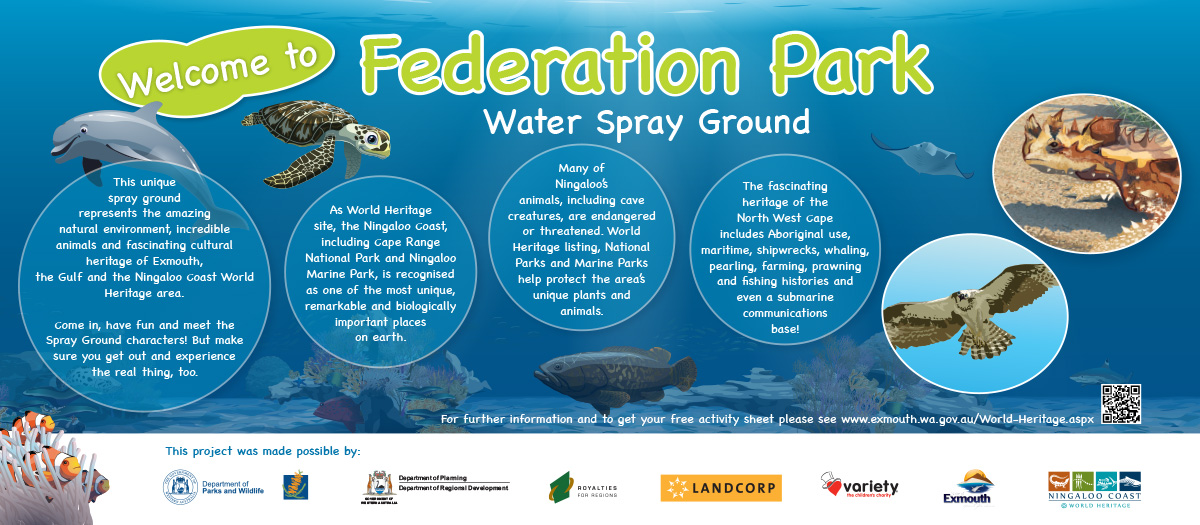 Welcome to
Federation Park
Water Spray Ground
This unique
spray ground
represents the amazing
natural environment, incredible
animals and fascinating cultural
heritage of Exmouth,
the Gulf and the Ningaloo Coast World
Heritage area.
Come in, have fun and meet the
Spray Ground characters! But make
sure you get out and experience
the real thing, too.
As World Heritage
site, the Ningaloo Coast,
including Cape Range
National Park and Ningaloo
Marine Park, is recognised
as one of the most unique,
remarkable and biologically
important places
on earth.
Many of
Ningaloo's
animals, including cave
creatures, are endangered
or threatened. World
Heritage listing, National
Parks and Marine Parks
help protect the area's
unique plants and
animals.
The fascinating
heritage of the
North West Cape
includes Aboriginal use,
maritime, shipwrecks, whaling,
pearling, farming, prawning
and fishing histories and
even a submarine
communications
base!
For further information and to get your free activity sheet please see www.exmouth.wa.gov.au/World-Heritage.aspx
This project was made possible by:
Department of
Parks and Wildlife
GOVERNMENT OF
WESTERN AUSTRALIA
Department of Planning
Department of Regional Development
ROYALTIES
FOR REGIONS
LANDCORP
variety
the children's charity
Exmouth
NINGALOO COAST
WORLD HERITAGE